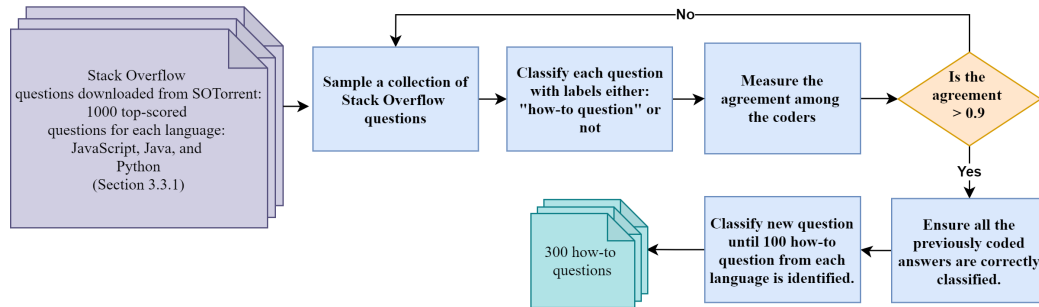 Stack Overflow
questions downloaded from SOTorrent:
1000 top-scored
questions for each language:
JavaScript, Java, and
Python
(Section 3.3.1)
Sample a collection of
Stack Overflow
questions
Classify each question
with labels either:
"how-to question" or
not
Measure the
agreement among
the coders
Is the
agreement
> 0.9
No
Yes
Ensure all the
previously coded
answers are correctly
classified.
Classify new question
until 100 how-to
question from each
language is identified.
300 how-to
questions